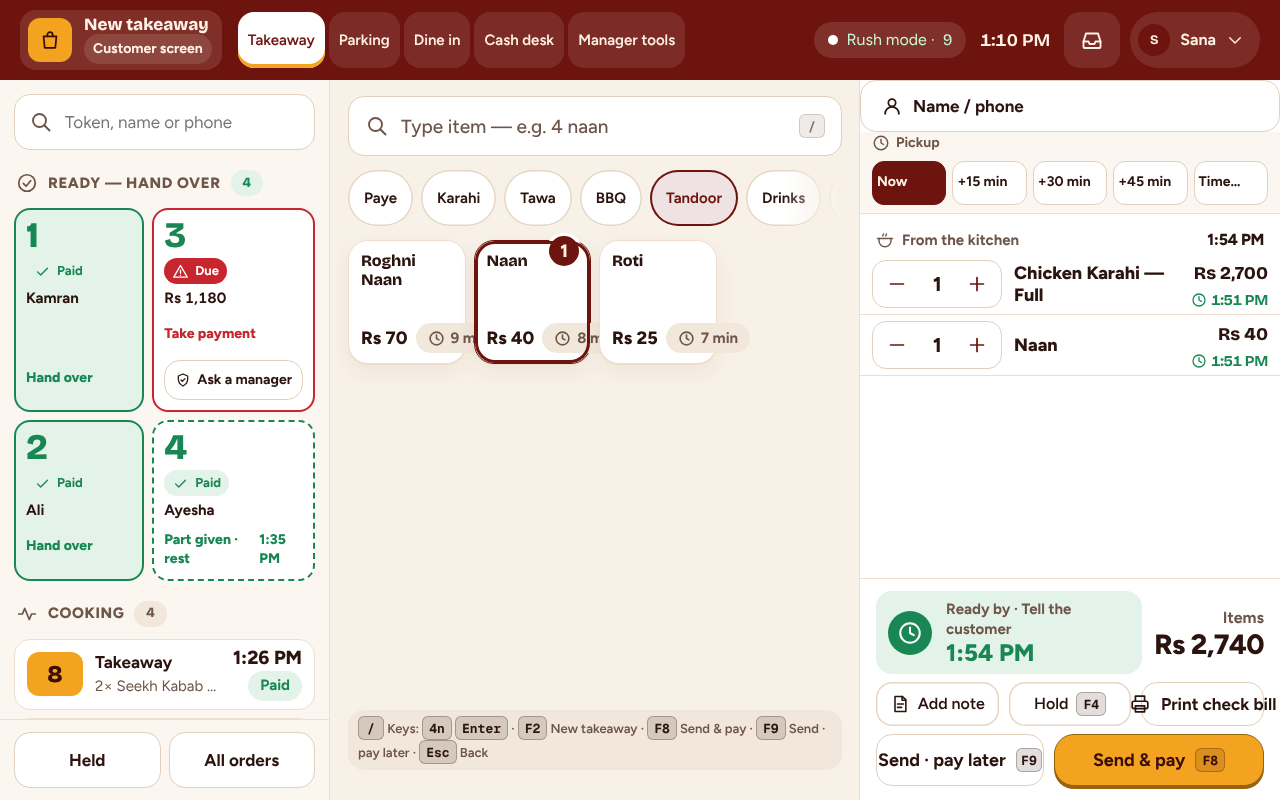 New takeaway
Customer screen
Takeaway
Parking
Dine in
Cash desk
Manager tools
Rush mode · 9
1:10 PM
S
Sana
Token, name or phone
READY — HAND OVER 4
1
Paid
Kamran
Hand over
3
Due
Rs 1,180
Take payment
Ask a manager
2
Paid
Ali
Hand over
4
Paid
Ayesha
Part given · rest
1:35 PM
COOKING 4
8
Takeaway
2× Seekh Kabab ...
1:26 PM
Paid
Held
All orders
Type item — e.g. 4 naan
/
Paye
Karahi
Tawa
BBQ
Tandoor
Drinks
Roghni
Naan
Rs 70
9 m
Naan
1
Rs 40
8 m
Roti
Rs 25
7 min
/ Keys: 4n Enter · F2 New takeaway · F8 Send & pay · F9 Send ·
pay later · Esc Back
Name / phone
Pickup
Now
+15 min
+30 min
+45 min
Time...
From the kitchen
1:54 PM
1
Chicken Karahi —
Full
Rs 2,700
1:51 PM
1
Naan
Rs 40
1:51 PM
Ready by · Tell the
customer
1:54 PM
Items
Rs 2,740
Add note
Hold F4
Print check bill
Send · pay later F9
Send & pay F8